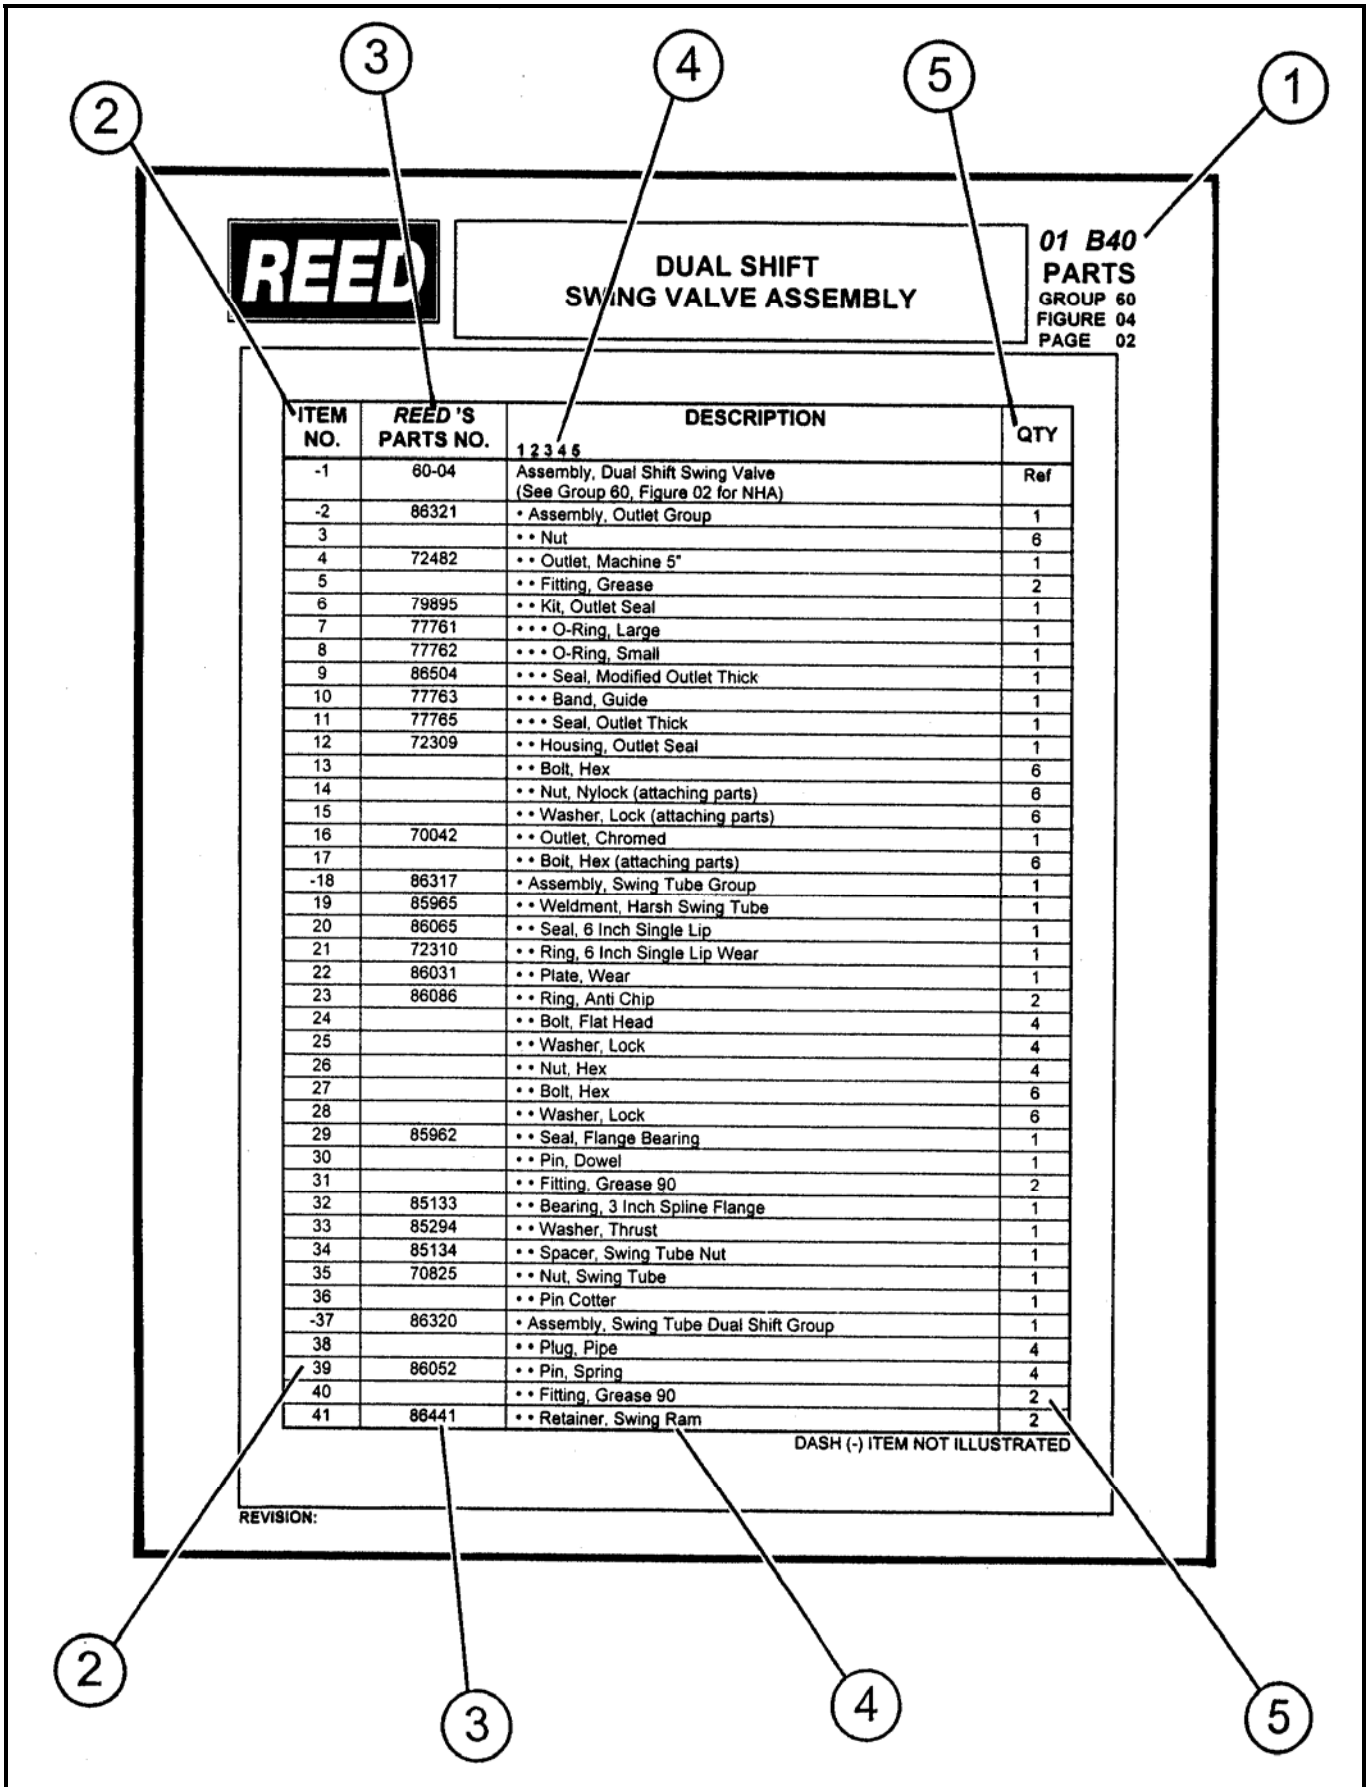 3
4
5
1
2
REED
DUAL SHIFT
SWING VALVE ASSEMBLY
01 B40
PARTS
GROUP 60
FIGURE 04
PAGE 02
ITEM NO. REED 'S PARTS NO. DESCRIPTION QTY
1 2 3 4 5
-1 60-04 Assembly, Dual Shift Swing Valve Ref
(See Group 60, Figure 02 for NHA)
-2 86321 • Assembly, Outlet Group 1
3 • • Nut 6
4 72482 • • Outlet, Machine 5" 1
5 • • Fitting, Grease 2
6 79895 • • Kit, Outlet Seal 1
7 77761 • • • O-Ring, Large 1
8 77762 • • • O-Ring, Small 1
9 86504 • • • Seal, Modified Outlet Thick 1
10 77763 • • • Band, Guide 1
11 77765 • • • Seal, Outlet Thick 1
12 72309 • • Housing, Outlet Seal 1
13 • • Bolt, Hex 6
14 • • Nut, Nylock (attaching parts) 6
15 • • Washer, Lock (attaching parts) 6
16 70042 • • Outlet, Chromed 1
17 • • Bolt, Hex (attaching parts) 6
-18 86317 • Assembly, Swing Tube Group 1
19 85965 • • Weldment, Harsh Swing Tube 1
20 86065 • • Seal, 6 Inch Single Lip 1
21 72310 • • Ring, 6 Inch Single Lip Wear 1
22 86031 • • Plate, Wear 1
23 86086 • • Ring, Anti Chip 2
24 • • Bolt, Flat Head 4
25 • • Washer, Lock 4
26 • • Nut, Hex 4
27 • • Bolt, Hex 6
28 • • Washer, Lock 6
29 85962 • • Seal, Flange Bearing 1
30 • • Pin, Dowel 1
31 • • Fitting, Grease 90 2
32 85133 • • Bearing, 3 Inch Spline Flange 1
33 85294 • • Washer, Thrust 1
34 85134 • • Spacer, Swing Tube Nut 1
35 70825 • • Nut, Swing Tube 1
36 • • Pin Cotter 1
-37 86320 • Assembly, Swing Tube Dual Shift Group 1
38 • • Plug, Pipe 4
39 86052 • • Pin, Spring 4
40 • • Fitting, Grease 90 2
41 86441 • • Retainer, Swing Ram 2
DASH (-) ITEM NOT ILLUSTRATED
REVISION:
2
3
4
5